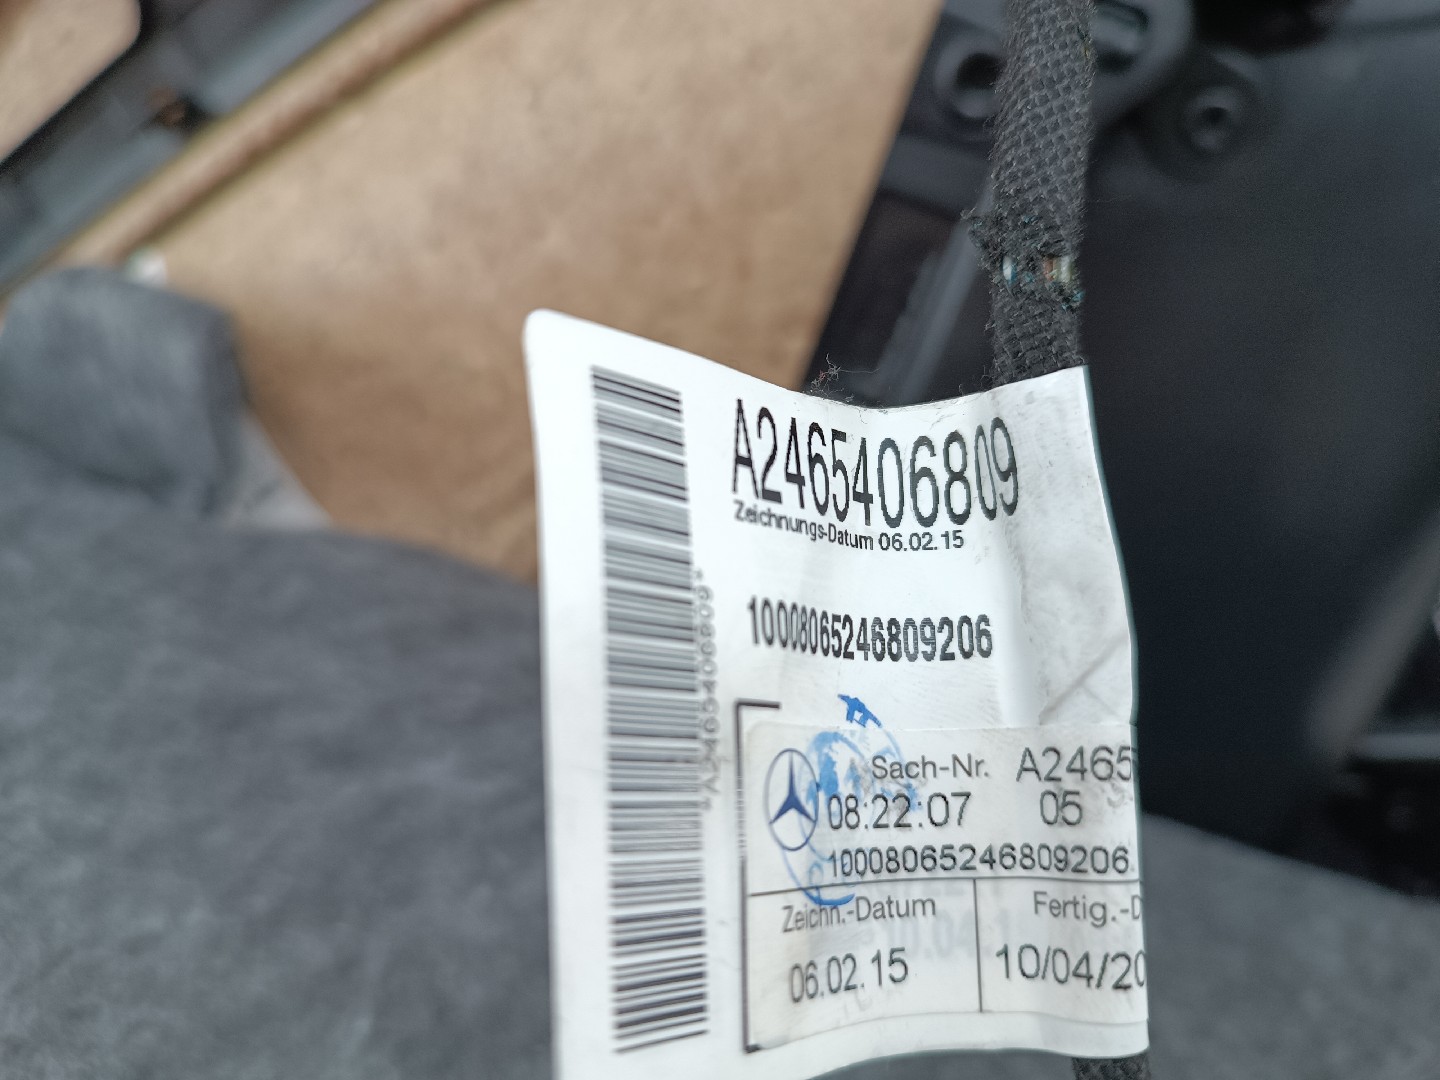 A2465406809
Zeichnungs-Datum 06.02.15
10008065246809206
*A2465406809*
Sach-Nr. A2465
08:22:07 05
10008065246809206
Zeichn.-Datum Fertig.-D
06.02.15 10/04/20